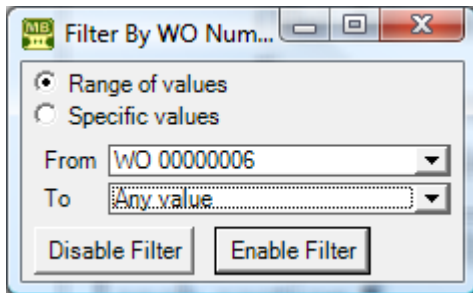 MB
Filter By WO Num...
Range of values
Specific values
From WO 00000006
To Any value
Disable Filter Enable Filter